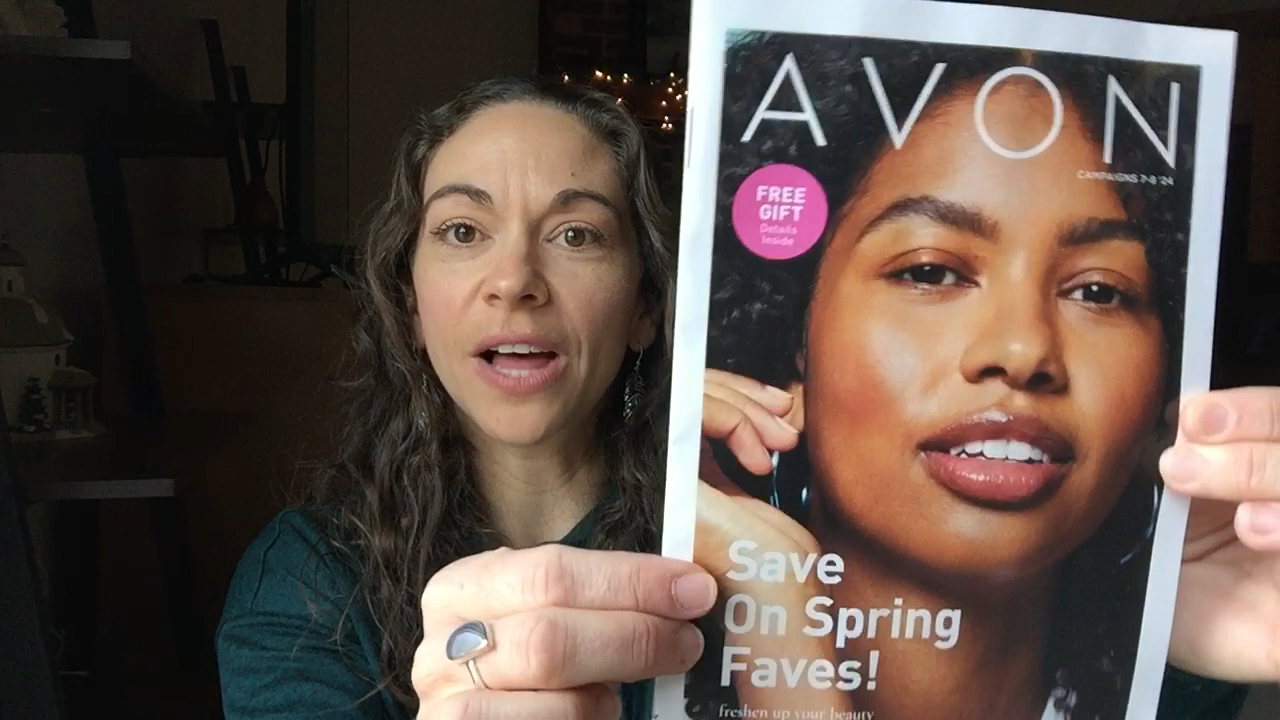 AVON
CAMPAIGNS 7-8 '24
FREE
GIFT
Details
Inside
Save
On Spring
Faves!
freshen up your beauty